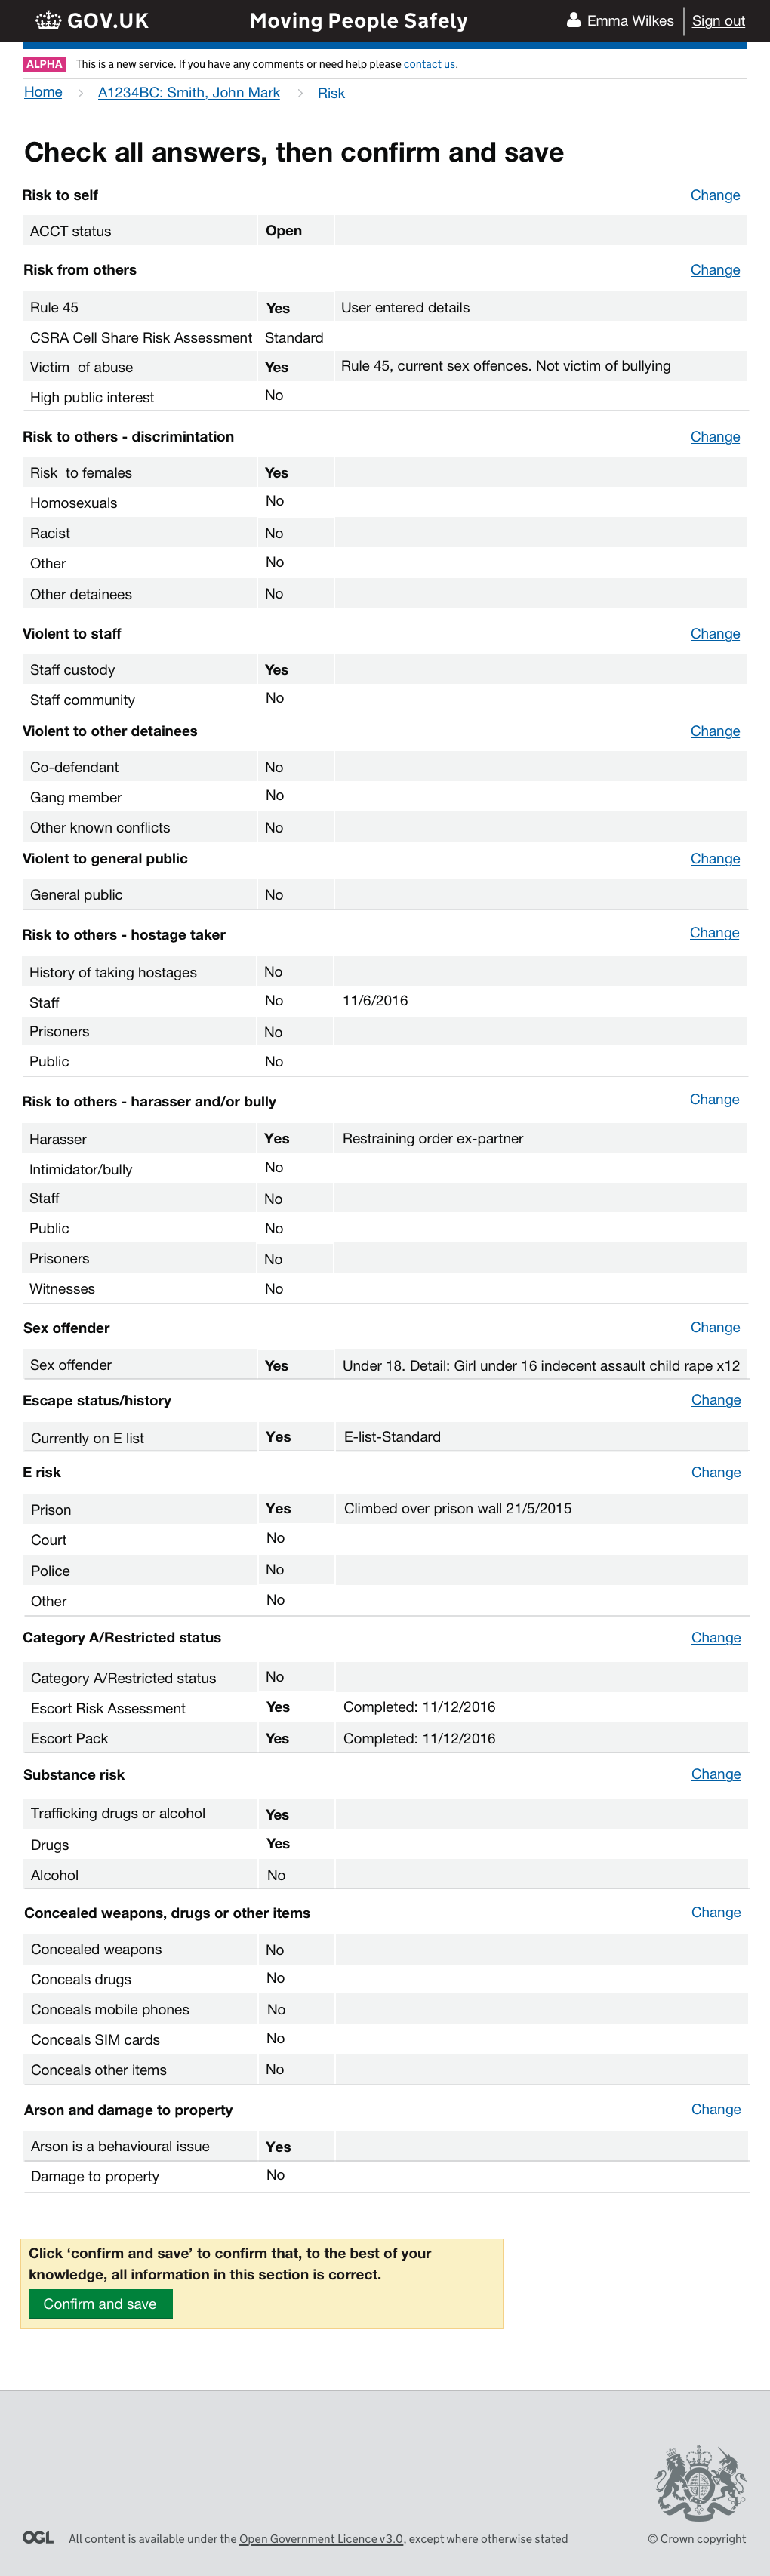 GOV.UK Moving People Safely Emma Wilkes Sign out
ALPHA This is a new service. If you have any comments or need help please contact us.
Home > A1234BC: Smith, John Mark > Risk
Check all answers, then confirm and save
Risk to self Change
ACCT status Open
Risk from others Change
Rule 45 Yes User entered details
CSRA Cell Share Risk Assessment Standard
Victim of abuse Yes Rule 45, current sex offences. Not victim of bullying
High public interest No
Risk to others - discrimintation Change
Risk to females Yes
Homosexuals No
Racist No
Other No
Other detainees No
Violent to staff Change
Staff custody Yes
Staff community No
Violent to other detainees Change
Co-defendant No
Gang member No
Other known conflicts No
Violent to general public Change
General public No
Risk to others - hostage taker Change
History of taking hostages No
Staff No 11/6/2016
Prisoners No
Public No
Risk to others - harasser and/or bully Change
Harasser Yes Restraining order ex-partner
Intimidator/bully No
Staff No
Public No
Prisoners No
Witnesses No
Sex offender Change
Sex offender Yes Under 18. Detail: Girl under 16 indecent assault child rape x12
Escape status/history Change
Currently on E list Yes E-list-Standard
E risk Change
Prison Yes Climbed over prison wall 21/5/2015
Court No
Police No
Other No
Category A/Restricted status Change
Category A/Restricted status No
Escort Risk Assessment Yes Completed: 11/12/2016
Escort Pack Yes Completed: 11/12/2016
Substance risk Change
Trafficking drugs or alcohol Yes
Drugs Yes
Alcohol No
Concealed weapons, drugs or other items Change
Concealed weapons No
Conceals drugs No
Conceals mobile phones No
Conceals SIM cards No
Conceals other items No
Arson and damage to property Change
Arson is a behavioural issue Yes
Damage to property No
Click ‘confirm and save’ to confirm that, to the best of your
knowledge, all information in this section is correct.
Confirm and save
OGL All content is available under the Open Government Licence v3.0, except where otherwise stated © Crown copyright